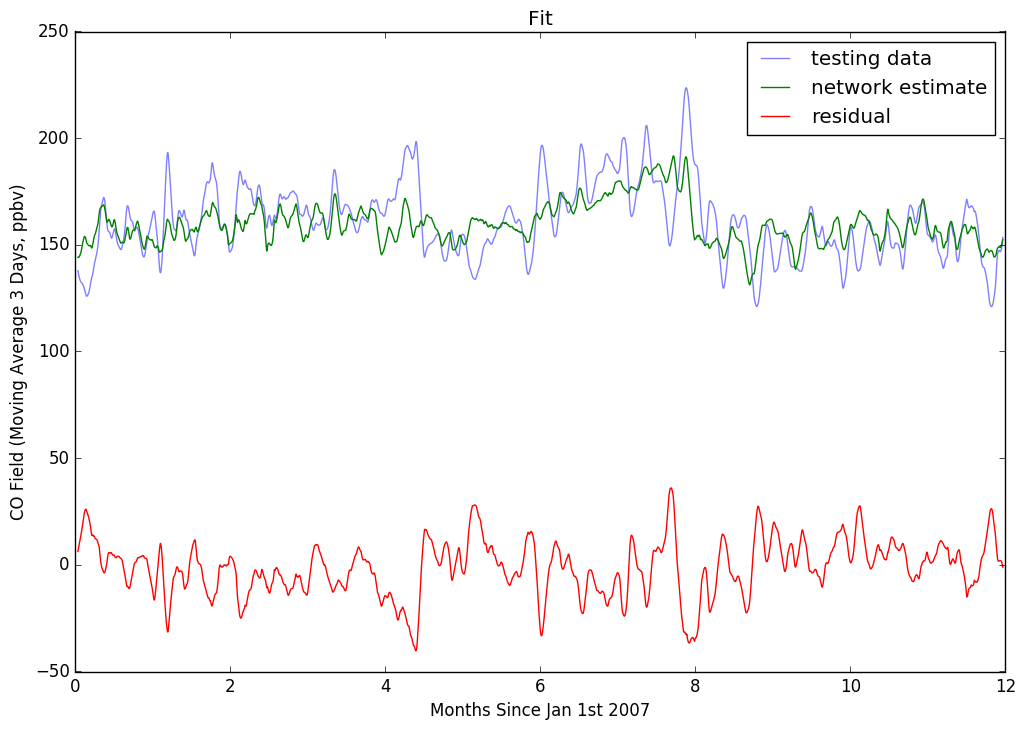 Fit
250
200
150
100
50
0
−50
0 2 4 6 8 10 12
CO Field (Moving Average 3 Days, ppbv)
Months Since Jan 1st 2007
testing data
network estimate
residual